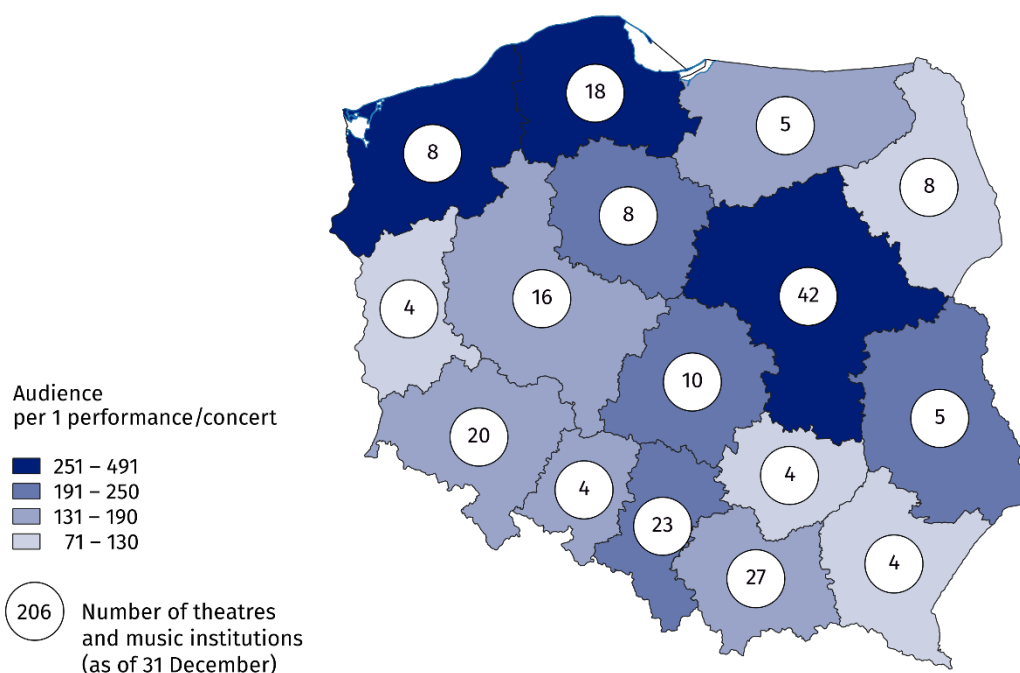 18
5
8
8
8
42
16
4
10
5
20
4
4
23
4
27
Audience
per 1 performance/concert
251 – 491
191 – 250
131 – 190
71 – 130
206
Number of theatres
and music institutions
(as of 31 December)